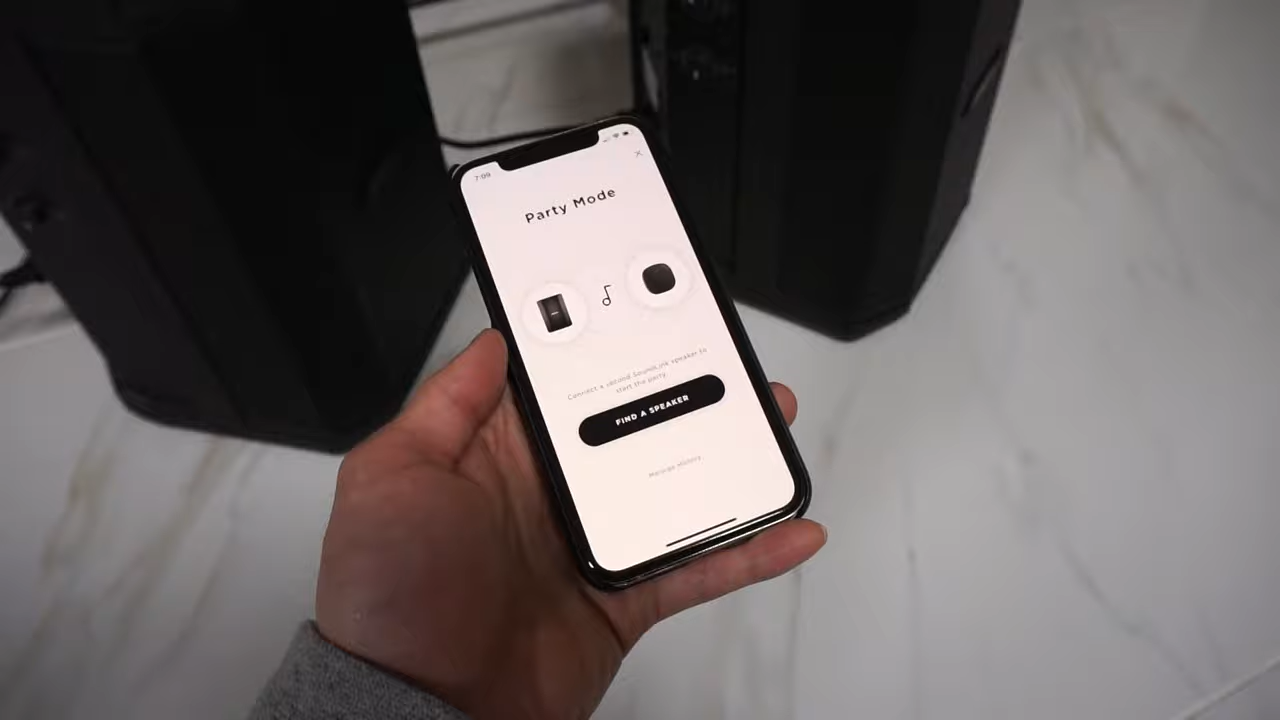 7:09
Party Mode
Connect a second SoundLink speaker to
start the party
FIND A SPEAKER
Manage History